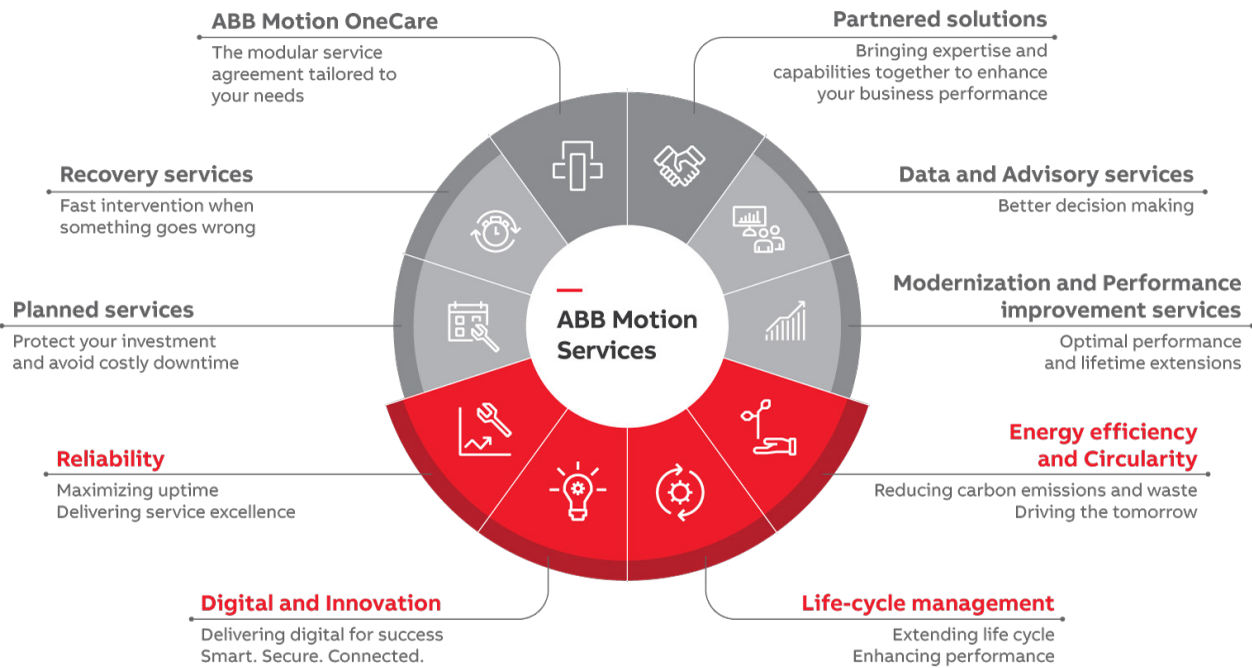 ABB Motion OneCare
The modular service
agreement tailored to
your needs
Partnered solutions
Bringing expertise and
capabilities together to enhance
your business performance
Recovery services
Fast intervention when
something goes wrong
Data and Advisory services
Better decision making
Planned services
Protect your investment
and avoid costly downtime
ABB Motion
Services
Modernization and Performance
improvement services
Optimal performance
and lifetime extensions
Reliability
Maximizing uptime
Delivering service excellence
Energy efficiency
and Circularity
Reducing carbon emissions and waste
Driving the tomorrow
Digital and Innovation
Delivering digital for success
Smart. Secure. Connected.
Life-cycle management
Extending life cycle
Enhancing performance